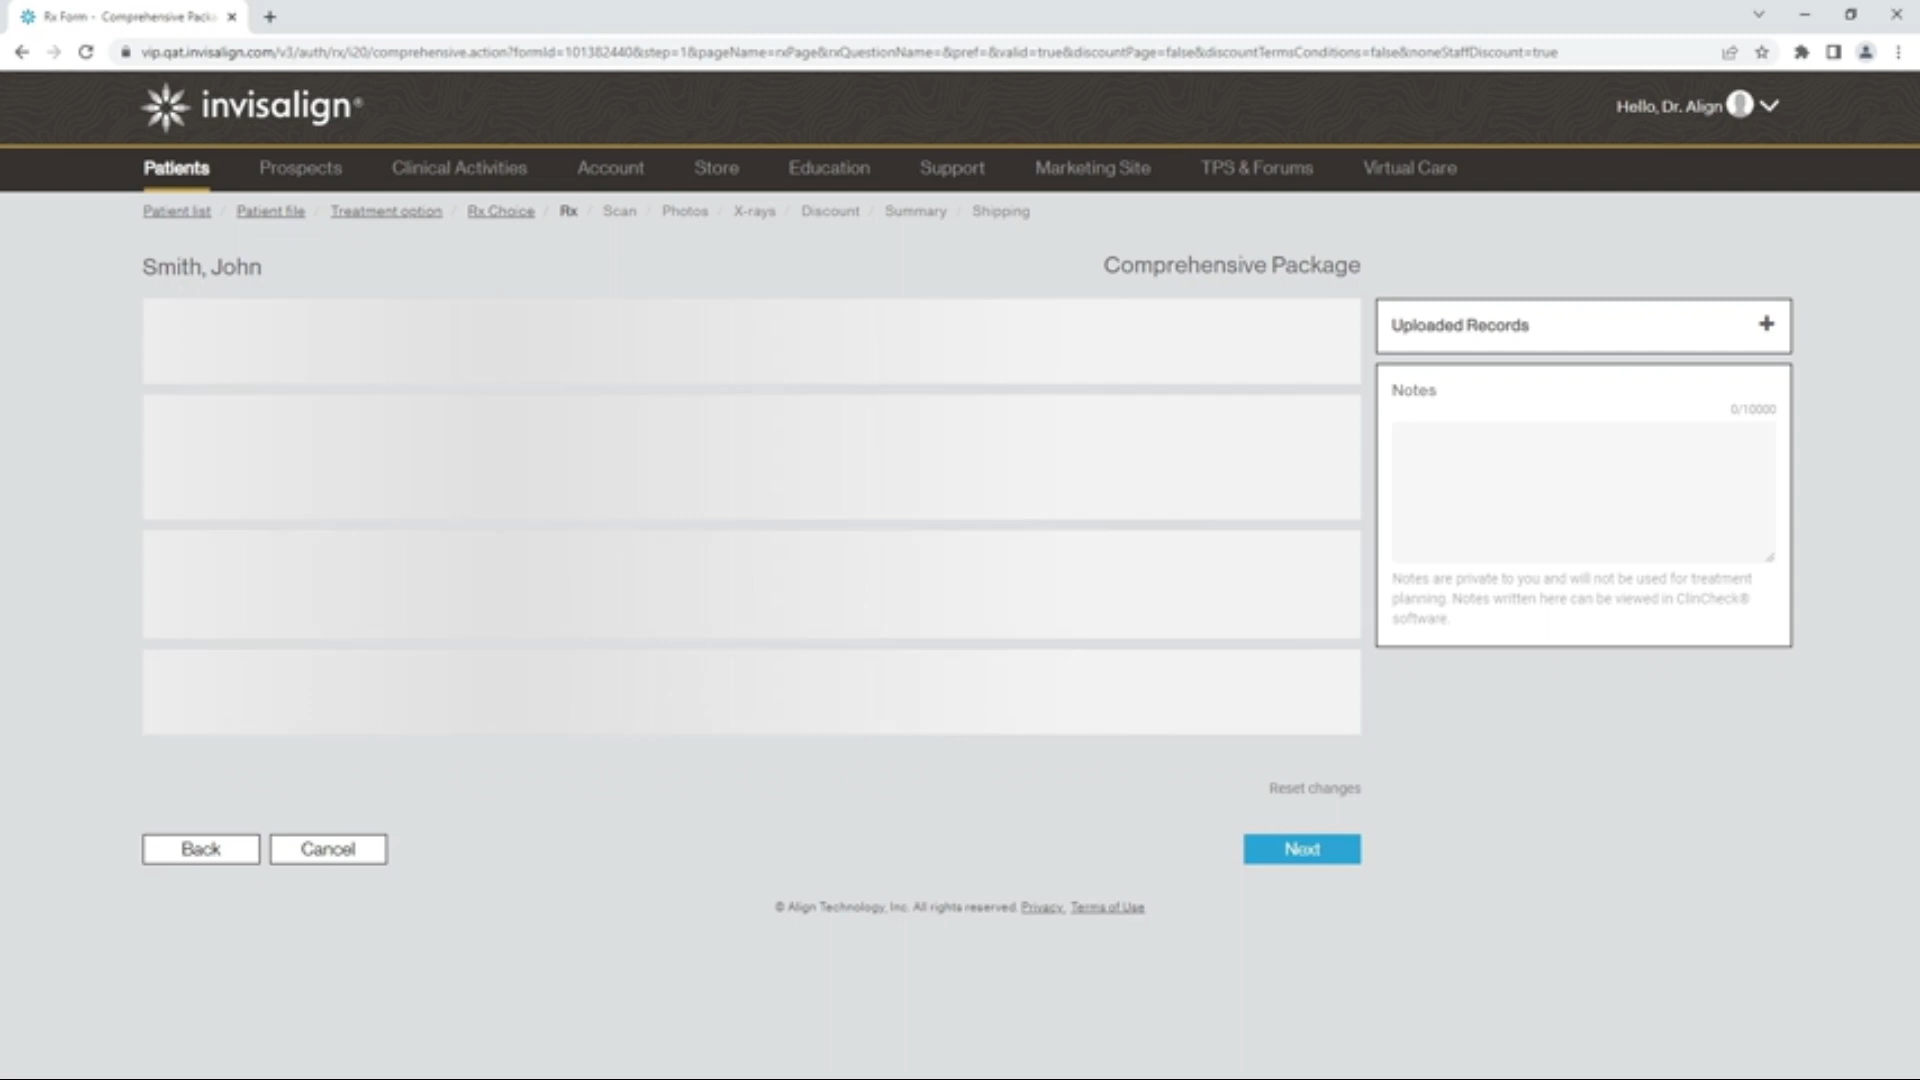 Rx Form - Comprehensive Packa
vip.qat.invisalign.com/v3/auth/rx/i20/comprehensive.action?formId=101382440&step=1&pageName=rxPage&rxQuestionName=&pref=&valid=true&discountPage=false&discountTermsConditions=false&noneStaffDiscount=true
invisalign®
Hello, Dr. Align
Patients Prospects Clinical Activities Account Store Education Support Marketing Site TPS & Forums Virtual Care
Patient list / Patient file / Treatment option / Rx Choice / Rx / Scan / Photos / X-rays / Discount / Summary / Shipping
Smith, John
Comprehensive Package
Uploaded Records
Notes
0/10000
Notes are private to you and will not be used for treatment
planning. Notes written here can be viewed in ClinCheck®
software.
Reset changes
Back Cancel Next
© Align Technology, Inc. All rights reserved. Privacy. Terms of Use